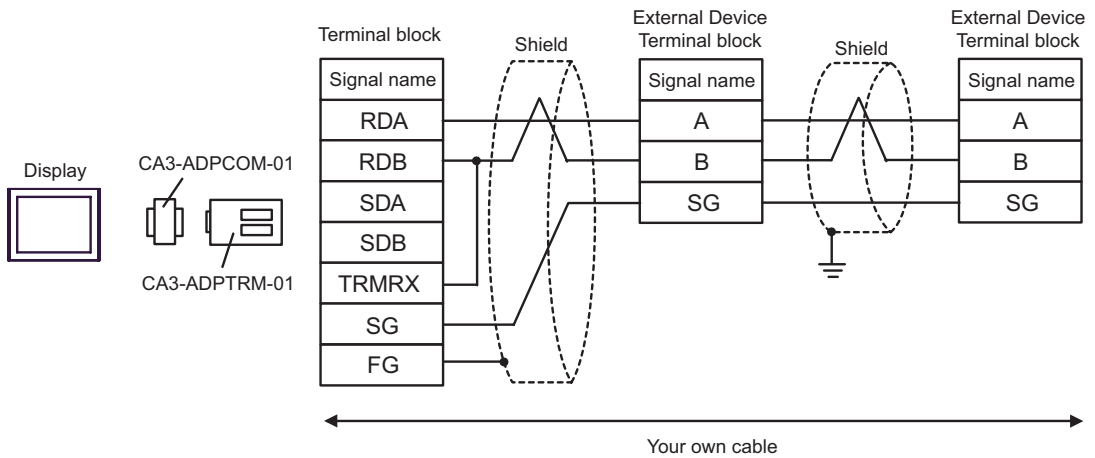 Display
CA3-ADPCOM-01
CA3-ADPTRM-01
Terminal block
Signal name
RDA
RDB
SDA
SDB
TRMRX
SG
FG
Shield
External Device
Terminal block
Signal name
A
B
SG
Shield
External Device
Terminal block
Signal name
A
B
SG
Your own cable